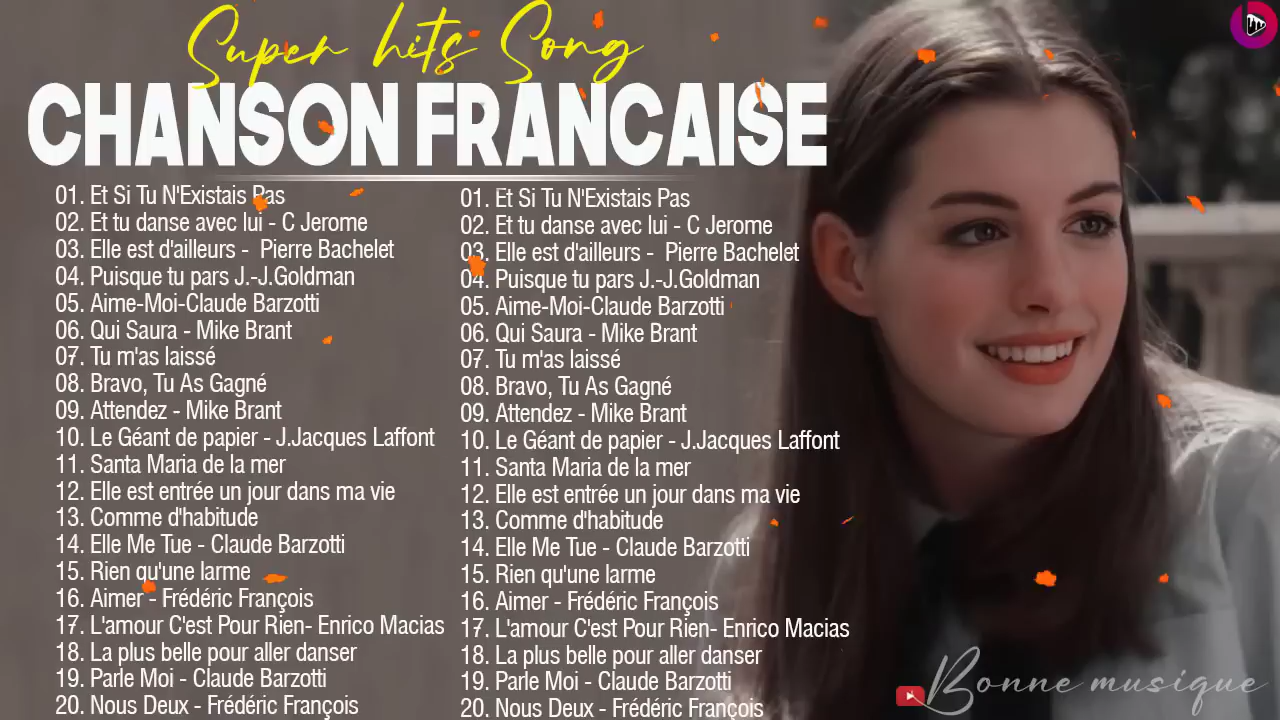 Super hits Song
CHANSON FRANCAISE
01. Et Si Tu N'Existais Pas
02. Et tu danse avec lui - C Jerome
03. Elle est d'ailleurs - Pierre Bachelet
04. Puisque tu pars J.-J.Goldman
05. Aime-Moi-Claude Barzotti
06. Qui Saura - Mike Brant
07. Tu m'as laissé
08. Bravo, Tu As Gagné
09. Attendez - Mike Brant
10. Le Géant de papier - J.Jacques Laffont
11. Santa Maria de la mer
12. Elle est entrée un jour dans ma vie
13. Comme d'habitude
14. Elle Me Tue - Claude Barzotti
15. Rien qu'une larme
16. Aimer - Frédéric François
17. L'amour C'est Pour Rien- Enrico Macias
18. La plus belle pour aller danser
19. Parle Moi - Claude Barzotti
20. Nous Deux - Frédéric François
01. Et Si Tu N'Existais Pas
02. Et tu danse avec lui - C Jerome
03. Elle est d'ailleurs - Pierre Bachelet
04. Puisque tu pars J.-J.Goldman
05. Aime-Moi-Claude Barzotti
06. Qui Saura - Mike Brant
07. Tu m'as laissé
08. Bravo, Tu As Gagné
09. Attendez - Mike Brant
10. Le Géant de papier - J.Jacques Laffont
11. Santa Maria de la mer
12. Elle est entrée un jour dans ma vie
13. Comme d'habitude
14. Elle Me Tue - Claude Barzotti
15. Rien qu'une larme
16. Aimer - Frédéric François
17. L'amour C'est Pour Rien- Enrico Macias
18. La plus belle pour aller danser
19. Parle Moi - Claude Barzotti
20. Nous Deux - Frédéric François
Bonne musique